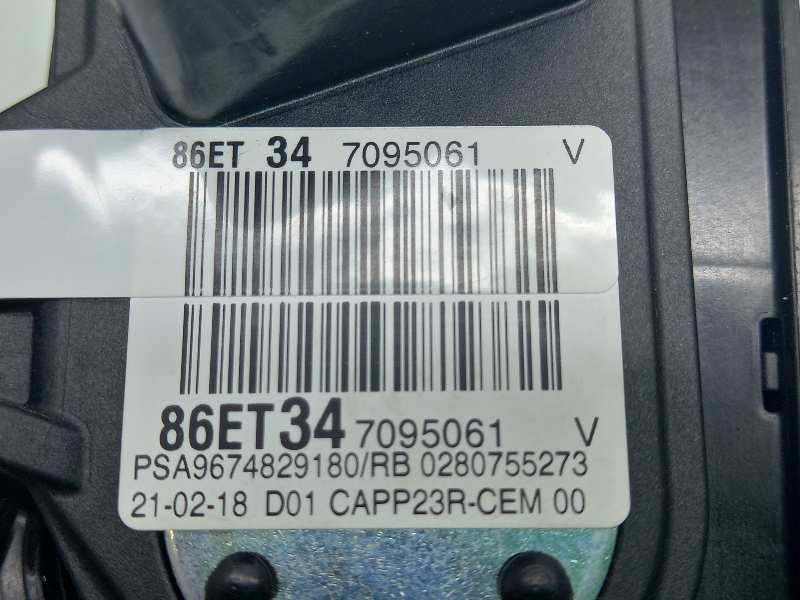 86ET 34 7095061 V
86ET34 7095061 V
PSA9674829180/RB 0280755273
21-02-18 D01 CAPP23R-CEM 00